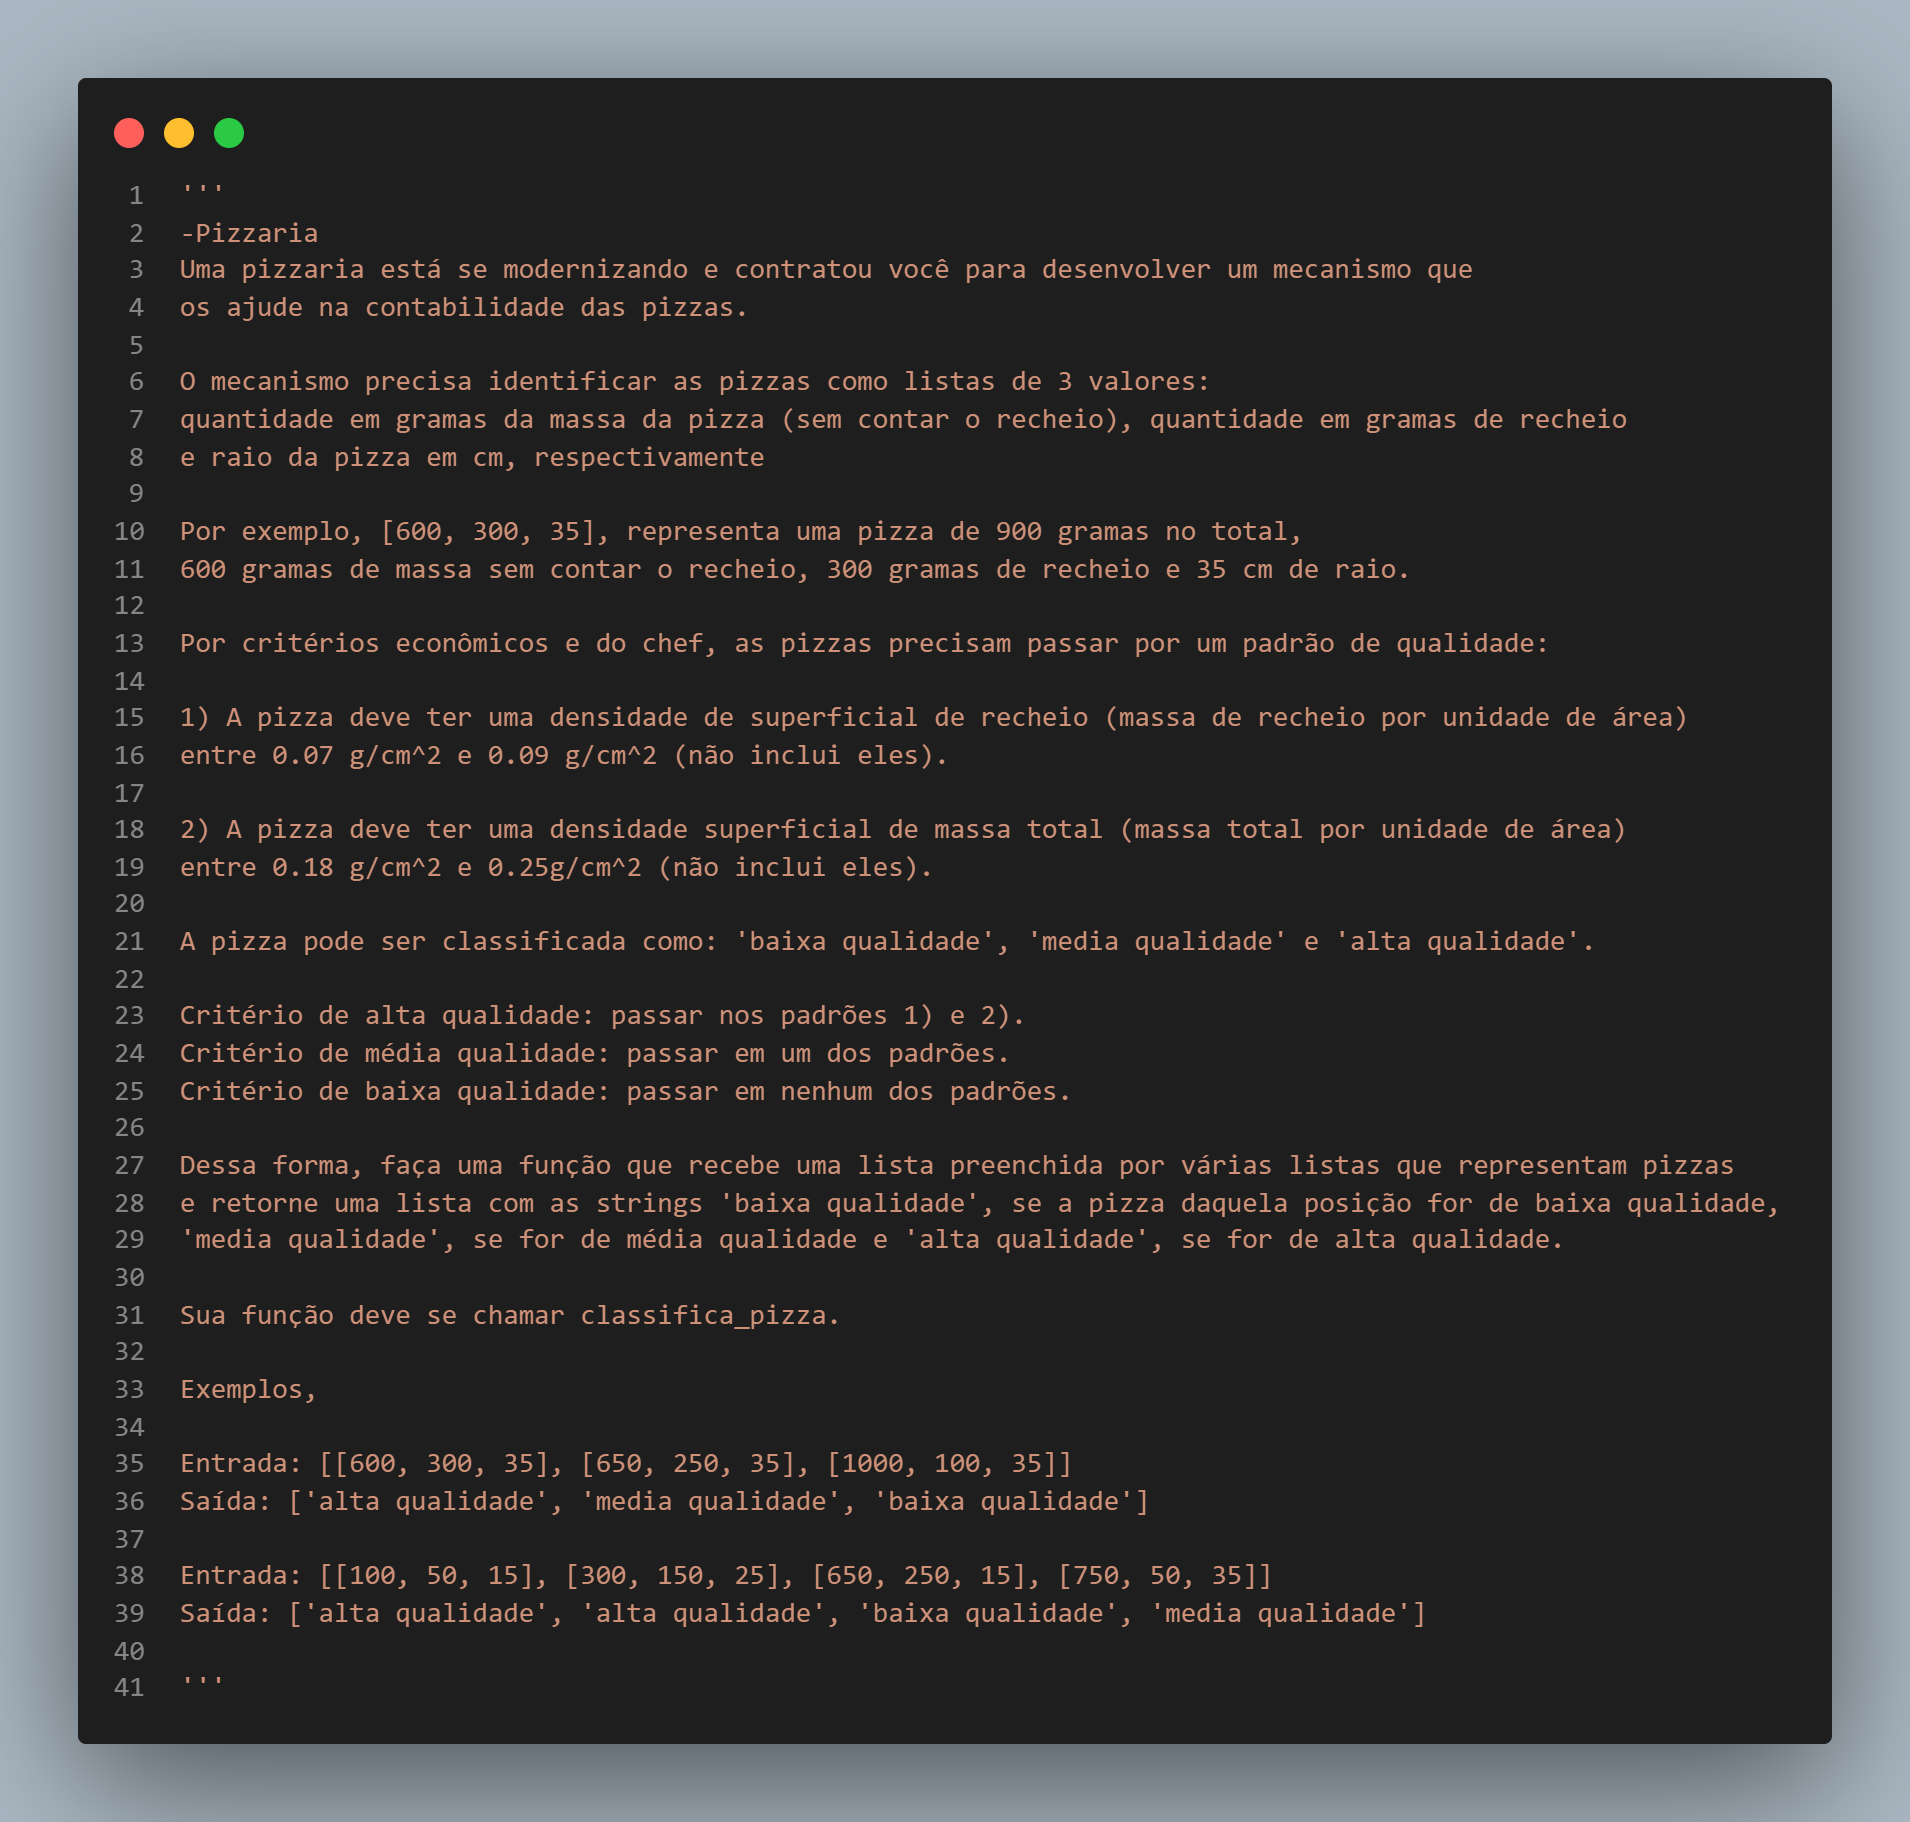 1 '''
2 -Pizzaria
3 Uma pizzaria está se modernizando e contratou você para desenvolver um mecanismo que
4 os ajude na contabilidade das pizzas.
5
6 O mecanismo precisa identificar as pizzas como listas de 3 valores:
7 quantidade em gramas da massa da pizza (sem contar o recheio), quantidade em gramas de recheio
8 e raio da pizza em cm, respectivamente
9
10 Por exemplo, [600, 300, 35], representa uma pizza de 900 gramas no total,
11 600 gramas de massa sem contar o recheio, 300 gramas de recheio e 35 cm de raio.
12
13 Por critérios econômicos e do chef, as pizzas precisam passar por um padrão de qualidade:
14
15 1) A pizza deve ter uma densidade de superficial de recheio (massa de recheio por unidade de área)
16 entre 0.07 g/cm^2 e 0.09 g/cm^2 (não inclui eles).
17
18 2) A pizza deve ter uma densidade superficial de massa total (massa total por unidade de área)
19 entre 0.18 g/cm^2 e 0.25g/cm^2 (não inclui eles).
20
21 A pizza pode ser classificada como: 'baixa qualidade', 'media qualidade' e 'alta qualidade'.
22
23 Critério de alta qualidade: passar nos padrões 1) e 2).
24 Critério de média qualidade: passar em um dos padrões.
25 Critério de baixa qualidade: passar em nenhum dos padrões.
26
27 Dessa forma, faça uma função que recebe uma lista preenchida por várias listas que representam pizzas
28 e retorne uma lista com as strings 'baixa qualidade', se a pizza daquela posição for de baixa qualidade,
29 'media qualidade', se for de média qualidade e 'alta qualidade', se for de alta qualidade.
30
31 Sua função deve se chamar classifica_pizza.
32
33 Exemplos,
34
35 Entrada: [[600, 300, 35], [650, 250, 35], [1000, 100, 35]]
36 Saída: ['alta qualidade', 'media qualidade', 'baixa qualidade']
37
38 Entrada: [[100, 50, 15], [300, 150, 25], [650, 250, 15], [750, 50, 35]]
39 Saída: ['alta qualidade', 'alta qualidade', 'baixa qualidade', 'media qualidade']
40
41 '''